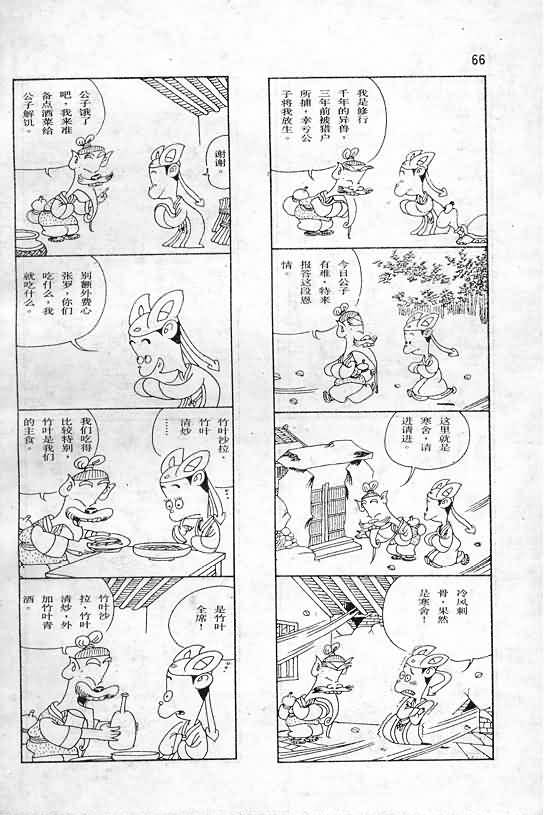 66
我是修行
千年的异兽，
三年前被猎户
所捕，幸亏公
子将我放生。
今日公子
有难，特来
报答这段恩
情。
这里就是
寒舍，请
进请进。
冷风刺
骨，果然
是寒舍！
公子饿了
吧，我来准
备点酒菜给
公子解饥。
谢谢。
别额外费心
张罗，你们
吃什么，我
就吃什么。
竹叶沙拉，
竹叶
清炒……
我们吃得
比较特别，
竹叶是我们
的主食。
是竹叶
全席！
竹叶沙
拉、竹叶
清炒，外
加竹叶青
酒。